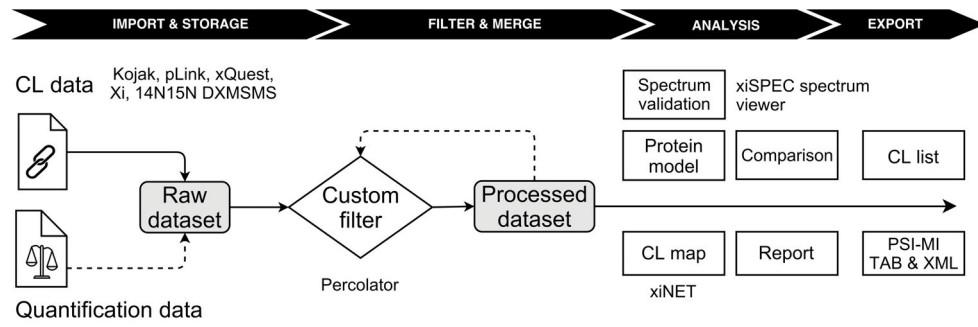 IMPORT & STORAGE
FILTER & MERGE
ANALYSIS
EXPORT
CL data
Kojak, pLink, xQuest,
Xi, 14N15N DXMSMS
Quantification data
Raw
dataset
Custom
filter
Percolator
Processed
dataset
Spectrum
validation
xiSPEC spectrum
viewer
Protein
model
Comparison
CL list
CL map
Report
PSI-MI
TAB & XML
xiNET